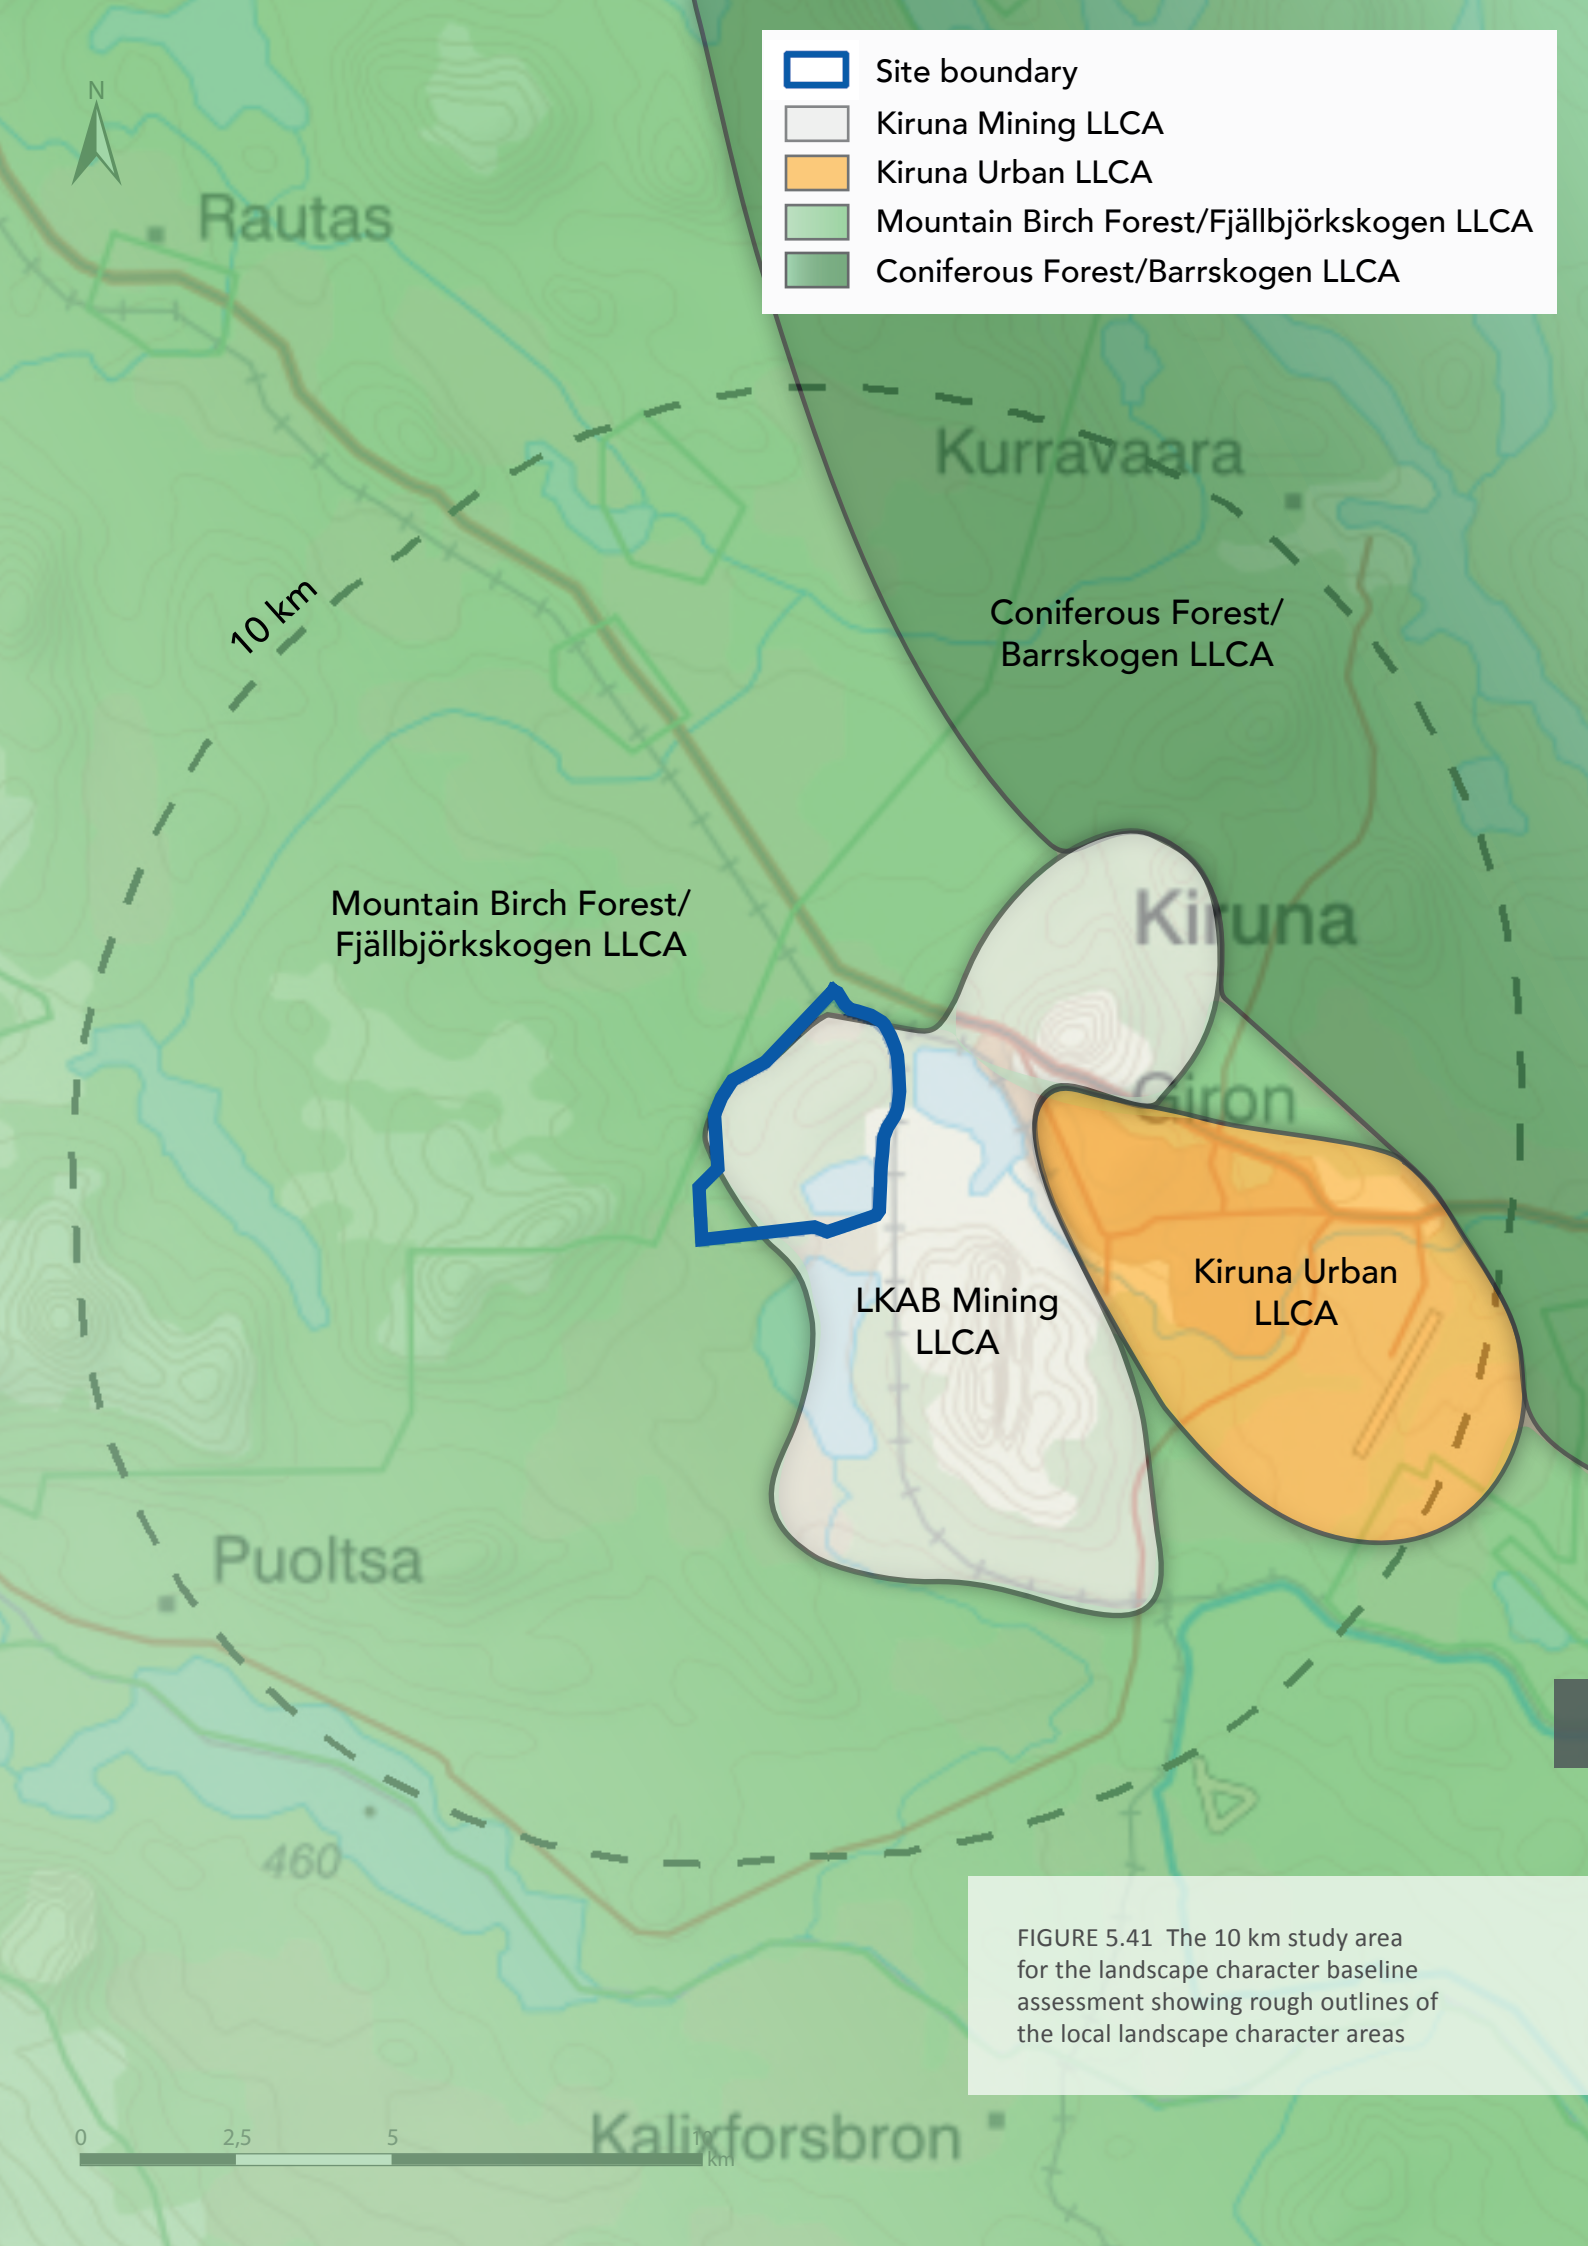 N
Site boundary
Kiruna Mining LLCA
Kiruna Urban LLCA
Mountain Birch Forest/Fjällbjörkskogen LLCA
Coniferous Forest/Barrskogen LLCA
Rautas
Kurravaara
10 km
Coniferous Forest/
Barrskogen LLCA
Mountain Birch Forest/
Fjällbjörkskogen LLCA
Kiruna
Giron
Kiruna Urban
LLCA
LKAB Mining
LLCA
Puoltsa
460
FIGURE 5.41 The 10 km study area
for the landscape character baseline
assessment showing rough outlines of
the local landscape character areas
Kalixforsbron
0 2,5 5 10
km